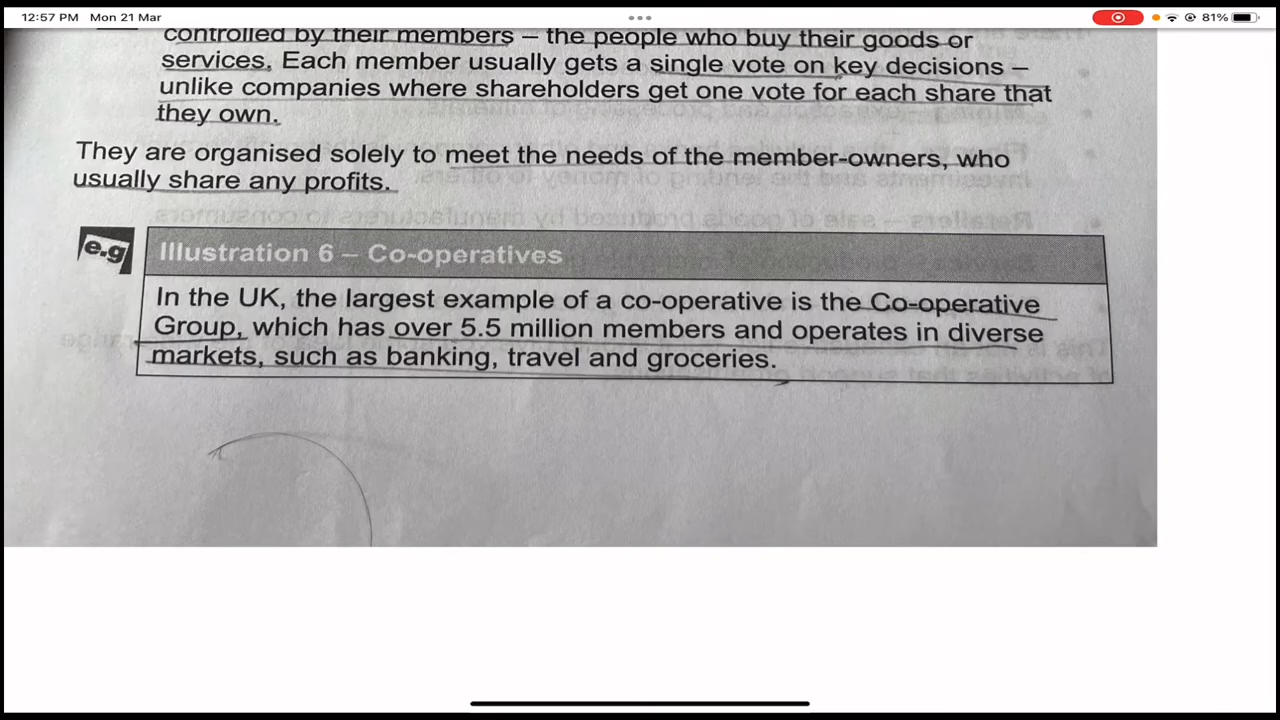 12:57 PM Mon 21 Mar
81%
controlled by their members – the people who buy their goods or
services. Each member usually gets a single vote on key decisions –
unlike companies where shareholders get one vote for each share that
they own.
They are organised solely to meet the needs of the member-owners, who
usually share any profits.
e.g
Illustration 6 – Co-operatives
In the UK, the largest example of a co-operative is the Co-operative
Group, which has over 5.5 million members and operates in diverse
markets, such as banking, travel and groceries.